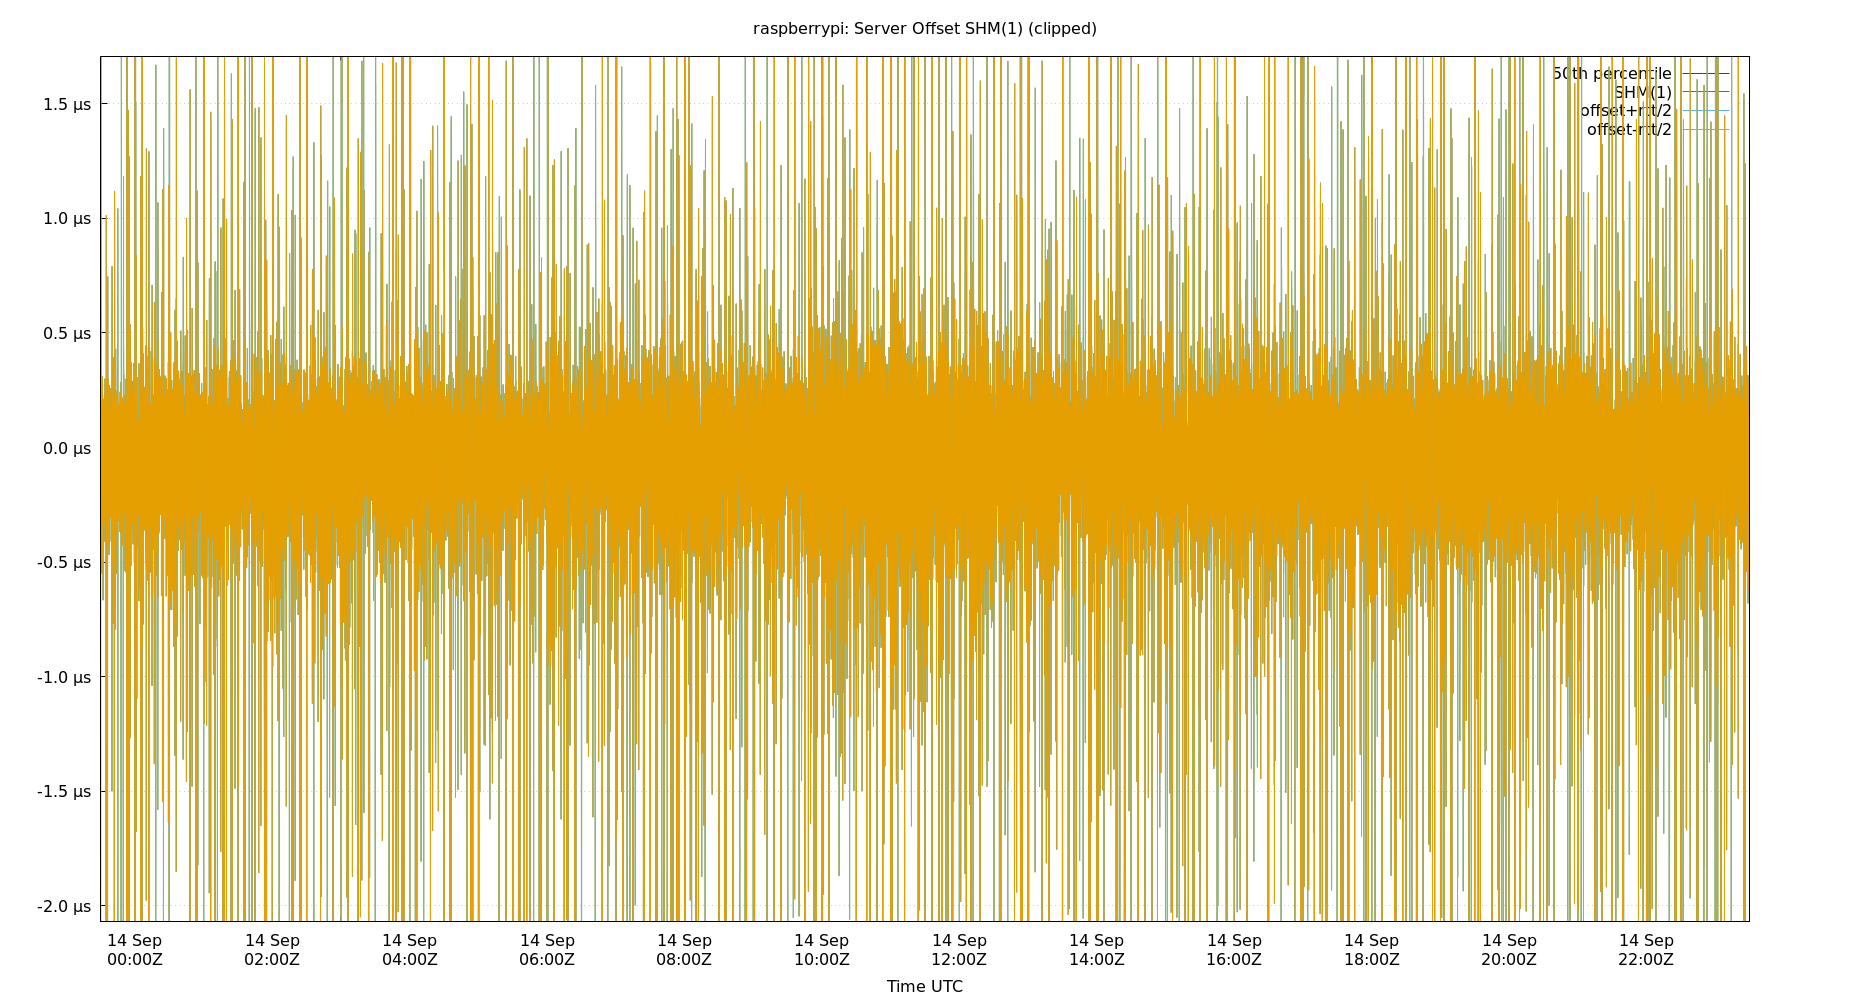 raspberrypi: Server Offset SHM(1) (clipped)
50th percentile
SHM(1)
offset+rtt/2
offset-rtt/2
1.5 µs
1.0 µs
0.5 µs
0.0 µs
-0.5 µs
-1.0 µs
-1.5 µs
-2.0 µs
14 Sep 14 Sep 14 Sep 14 Sep 14 Sep 14 Sep 14 Sep 14 Sep 14 Sep 14 Sep 14 Sep 14 Sep
00:00Z 02:00Z 04:00Z 06:00Z 08:00Z 10:00Z 12:00Z 14:00Z 16:00Z 18:00Z 20:00Z 22:00Z
Time UTC